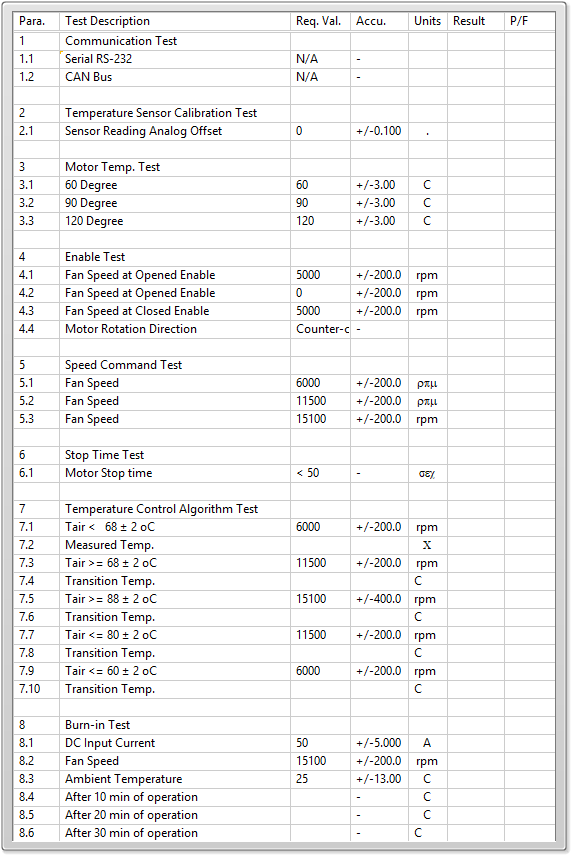 Para. Test Description Req. Val. Accu. Units Result P/F
1 Communication Test
1.1 Serial RS-232 N/A -
1.2 CAN Bus N/A -
2 Temperature Sensor Calibration Test
2.1 Sensor Reading Analog Offset 0 +/-0.100 .
3 Motor Temp. Test
3.1 60 Degree 60 +/-3.00 C
3.2 90 Degree 90 +/-3.00 C
3.3 120 Degree 120 +/-3.00 C
4 Enable Test
4.1 Fan Speed at Opened Enable 5000 +/-200.0 rpm
4.2 Fan Speed at Opened Enable 0 +/-200.0 rpm
4.3 Fan Speed at Closed Enable 5000 +/-200.0 rpm
4.4 Motor Rotation Direction Counter-c -
5 Speed Command Test
5.1 Fan Speed 6000 +/-200.0 ρπμ
5.2 Fan Speed 11500 +/-200.0 ρπμ
5.3 Fan Speed 15100 +/-200.0 rpm
6 Stop Time Test
6.1 Motor Stop time < 50 - σεχ
7 Temperature Control Algorithm Test
7.1 Tair < 68 ± 2 oC 6000 +/-200.0 rpm
7.2 Measured Temp. Χ
7.3 Tair >= 68 ± 2 oC 11500 +/-200.0 rpm
7.4 Transition Temp. C
7.5 Tair >= 88 ± 2 oC 15100 +/-400.0 rpm
7.6 Transition Temp. C
7.7 Tair <= 80 ± 2 oC 11500 +/-200.0 rpm
7.8 Transition Temp. C
7.9 Tair <= 60 ± 2 oC 6000 +/-200.0 rpm
7.10 Transition Temp. C
8 Burn-in Test
8.1 DC Input Current 50 +/-5.000 A
8.2 Fan Speed 15100 +/-200.0 rpm
8.3 Ambient Temperature 25 +/-13.00 C
8.4 After 10 min of operation - C
8.5 After 20 min of operation - C
8.6 After 30 min of operation - C